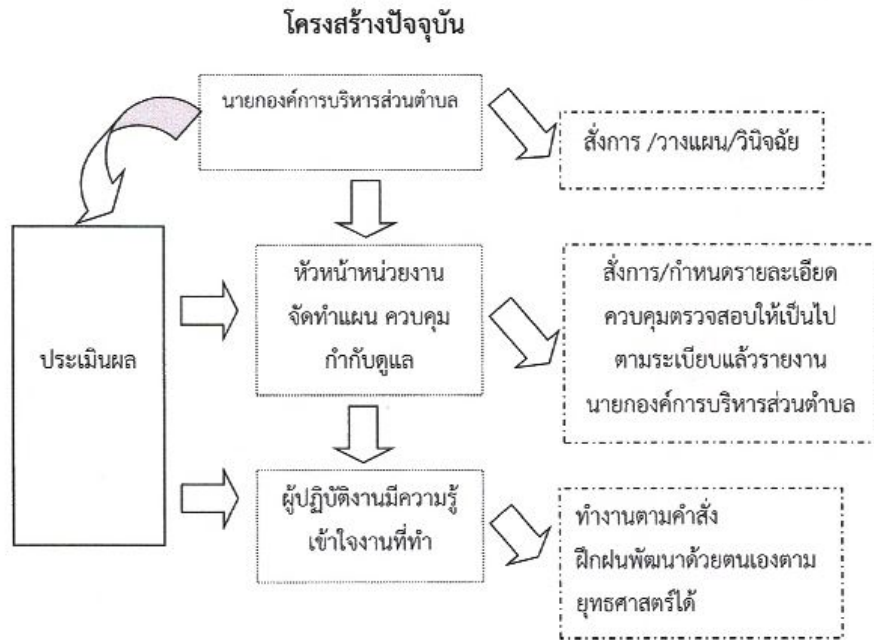 โครงสร้างปัจจุบัน
นายกองค์การบริหารส่วนตำบล
สั่งการ /วางแผน/วินิจฉัย
หัวหน้าหน่วยงาน
จัดทำแผน ควบคุม
กำกับดูแล
สั่งการ/กำหนดรายละเอียด
ควบคุมตรวจสอบให้เป็นไป
ตามระเบียบแล้วรายงาน
นายกองค์การบริหารส่วนตำบล
ประเมินผล
ผู้ปฏิบัติงานมีความรู้
เข้าใจงานที่ทำ
ทำงานตามคำสั่ง
ฝึกฝนพัฒนาด้วยตนเองตาม
ยุทธศาสตร์ได้